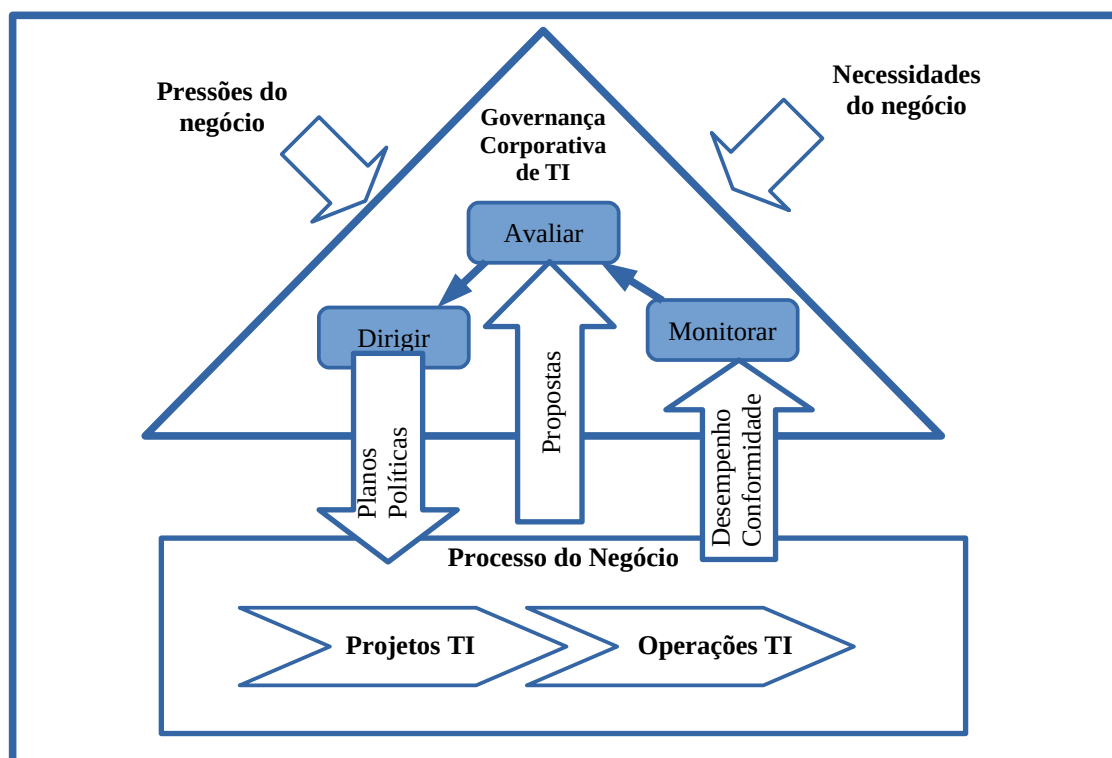 Pressões do
negócio
Necessidades
do negócio
Governança
Corporativa
de TI
Avaliar
Dirigir
Monitorar
Planos
Políticas
Propostas
Desempenho
Conformidade
Processo do Negócio
Projetos TI
Operações TI